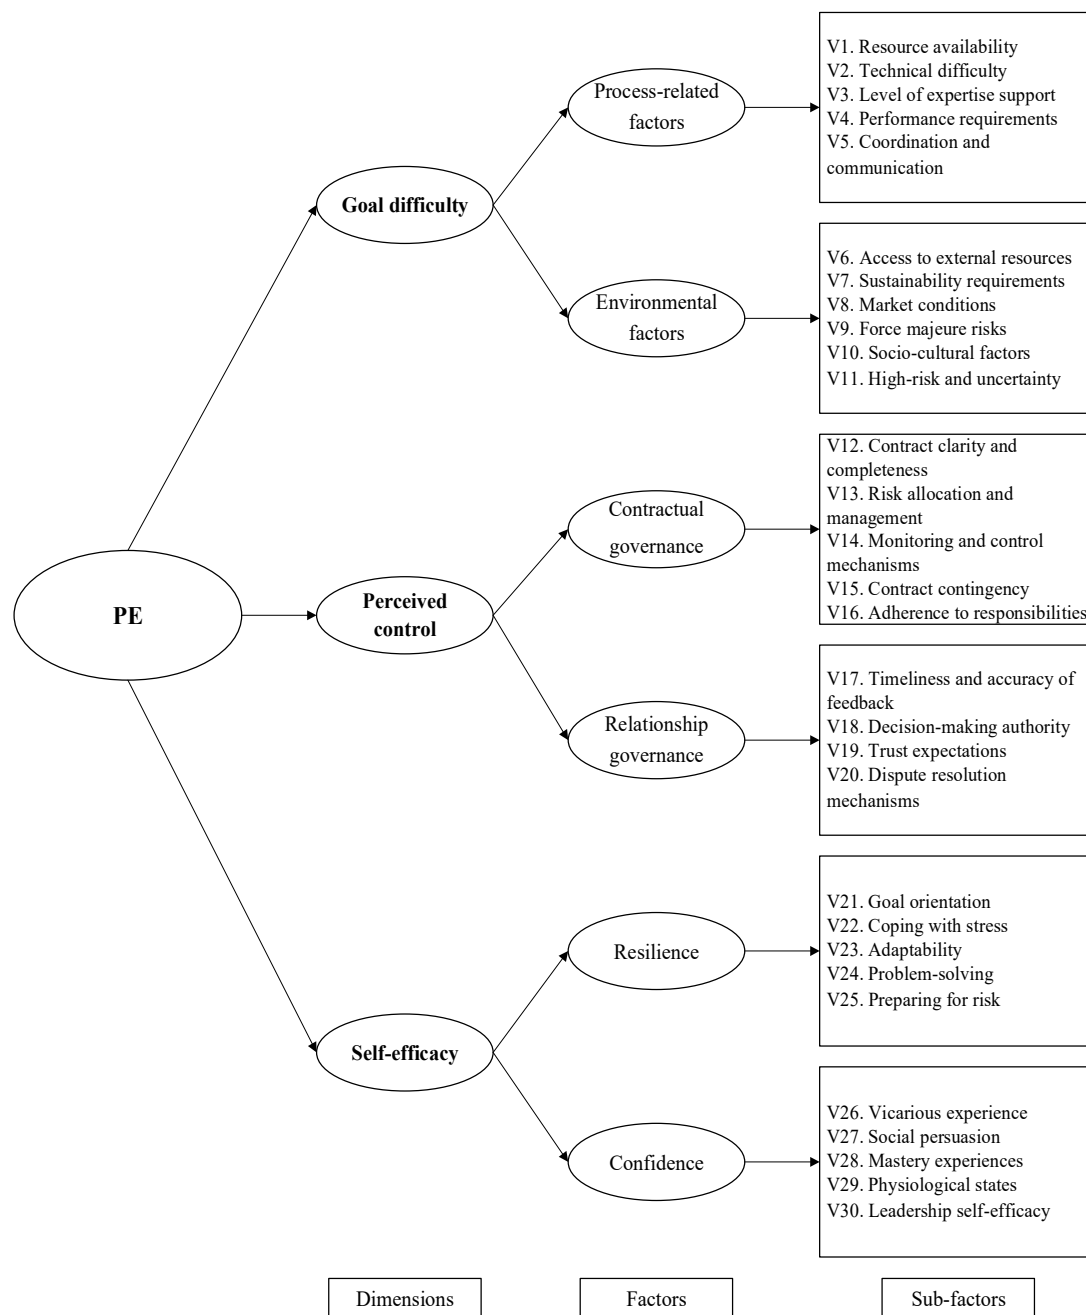 PE
Goal difficulty
Process-related
factors
V1. Resource availability
V2. Technical difficulty
V3. Level of expertise support
V4. Performance requirements
V5. Coordination and
communication
Environmental
factors
V6. Access to external resources
V7. Sustainability requirements
V8. Market conditions
V9. Force majeure risks
V10. Socio-cultural factors
V11. High-risk and uncertainty
Perceived
control
Contractual
governance
V12. Contract clarity and
completeness
V13. Risk allocation and
management
V14. Monitoring and control
mechanisms
V15. Contract contingency
V16. Adherence to responsibilities
Relationship
governance
V17. Timeliness and accuracy of
feedback
V18. Decision-making authority
V19. Trust expectations
V20. Dispute resolution
mechanisms
Self-efficacy
Resilience
V21. Goal orientation
V22. Coping with stress
V23. Adaptability
V24. Problem-solving
V25. Preparing for risk
Confidence
V26. Vicarious experience
V27. Social persuasion
V28. Mastery experiences
V29. Physiological states
V30. Leadership self-efficacy
Dimensions
Factors
Sub-factors